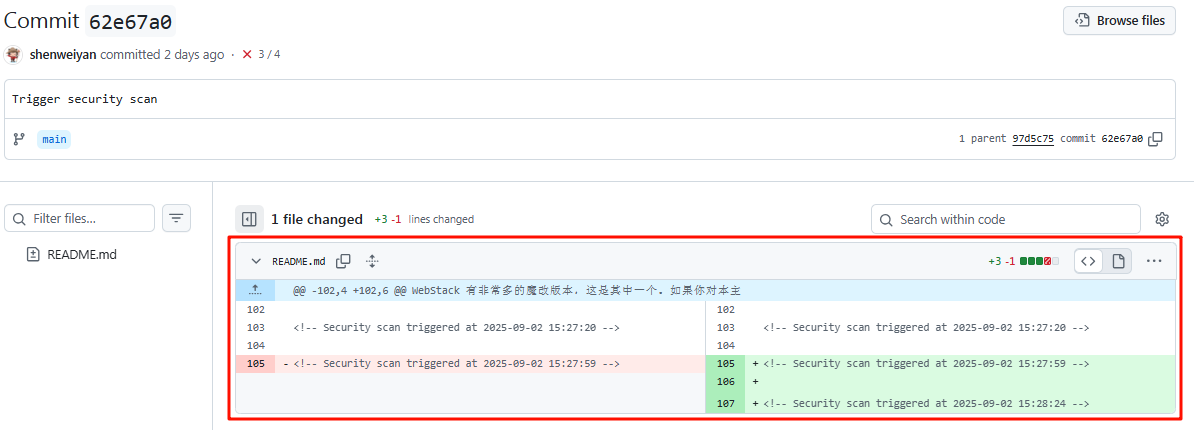 Commit 62e67a0
Browse files
shenweiyan committed 2 days ago · 3 / 4
Trigger security scan
main
1 parent 97d5c75 commit 62e67a0
Filter files...
1 file changed +3 -1 lines changed
Search within code
README.md
README.md
+3 -1
@@ -102,4 +102,6 @@ WebStack 有非常多的魔改版本，这是其中一个。如果你对本主
102 102
103 <!-- Security scan triggered at 2025-09-02 15:27:20 --> 103 <!-- Security scan triggered at 2025-09-02 15:27:20 -->
104 104
105 - <!-- Security scan triggered at 2025-09-02 15:27:59 --> 105 + <!-- Security scan triggered at 2025-09-02 15:27:59 -->
106 +
107 + <!-- Security scan triggered at 2025-09-02 15:28:24 -->